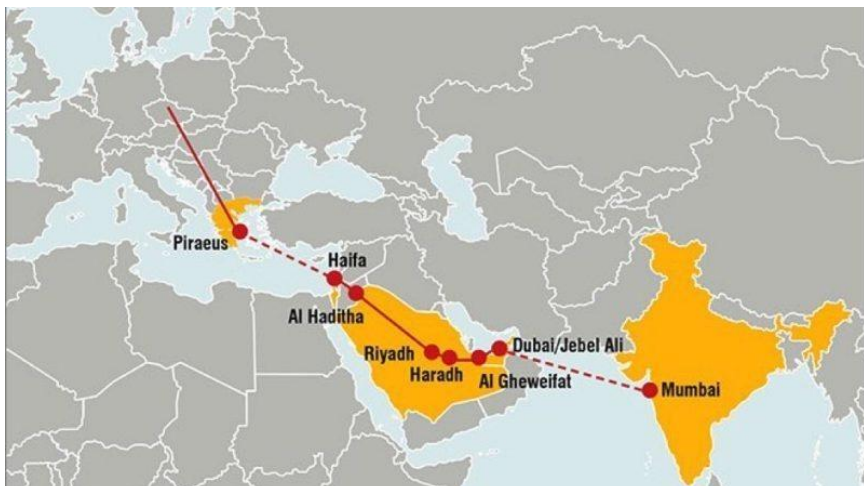 Piraeus
Haifa
Al Haditha
Riyadh
Haradh
Dubai/Jebel Ali
Al Gheweifat
Mumbai